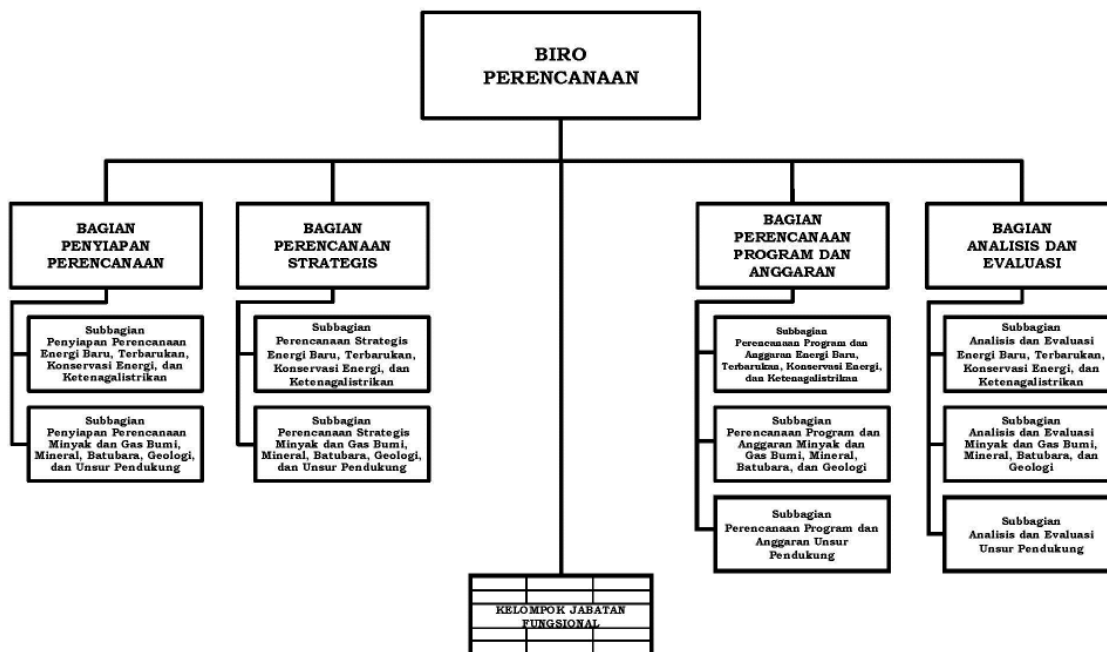 BIRO
PERENCANAAN
BAGIAN
PENYIAPAN
PERENCANAAN
Subbagian
Penyiapan Perencanaan
Energi Baru, Terbarukan,
Konservasi Energi, dan
Ketenagalistrikan
Subbagian
Penyiapan Perencanaan
Minyak dan Gas Bumi,
Mineral, Batubara, Geologi,
dan Unsur Pendukung
BAGIAN
PERENCANAAN
STRATEGIS
Subbagian
Perencanaan Strategis
Energi Baru, Terbarukan,
Konservasi Energi, dan
Ketenagalistrikan
Subbagian
Perencanaan Strategis
Minyak dan Gas Bumi,
Mineral, Batubara, Geologi,
dan Unsur Pendukung
BAGIAN
PERENCANAAN
PROGRAM DAN
ANGGARAN
Subbagian
Perencanaan Program dan
Anggaran Energi Baru,
Terbarukan, Konservasi Energi,
dan Ketenagalistrikan
Subbagian
Perencanaan Program dan
Anggaran Minyak dan
Gas Bumi, Mineral,
Batubara, dan Geologi
Subbagian
Perencanaan Program dan
Anggaran Unsur
Pendukung
BAGIAN
ANALISIS DAN
EVALUASI
Subbagian
Analisis dan Evaluasi
Energi Baru, Terbarukan,
Konservasi Energi, dan
Ketenagalistrikan
Subbagian
Analisis dan Evaluasi
Minyak dan Gas Bumi,
Mineral, Batubara, dan
Geologi
Subbagian
Analisis dan Evaluasi
Unsur Pendukung
KELOMPOK JABATAN
FUNGSIONAL